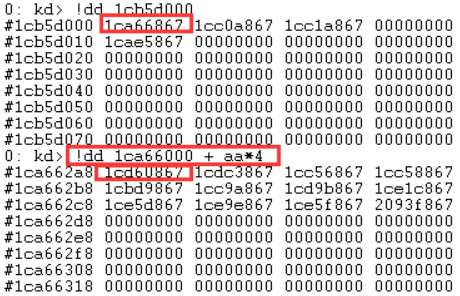 0: kd> !dd 1cb5d000
#1cb5d000 1ca66867 1cc0a867 1cc1a867 00000000
#1cb5d010 1cae5867 00000000 00000000 00000000
#1cb5d020 00000000 00000000 00000000 00000000
#1cb5d030 00000000 00000000 00000000 00000000
#1cb5d040 00000000 00000000 00000000 00000000
#1cb5d050 00000000 00000000 00000000 00000000
#1cb5d060 00000000 00000000 00000000 00000000
#1cb5d070 00000000 00000000 00000000 00000000
0: kd> !dd 1ca66000 + aa*4
#1ca662a8 1cd60867 1cdc3867 1cc56867 1cc58867
#1ca662b8 1cbd9867 1cc9a867 1cd9b867 1ce1c867
#1ca662c8 1ce5d867 1ce9e867 1ce5f867 2093f867
#1ca662d8 00000000 00000000 00000000 00000000
#1ca662e8 00000000 00000000 00000000 00000000
#1ca662f8 00000000 00000000 00000000 00000000
#1ca66308 00000000 00000000 00000000 00000000
#1ca66318 00000000 00000000 00000000 00000000